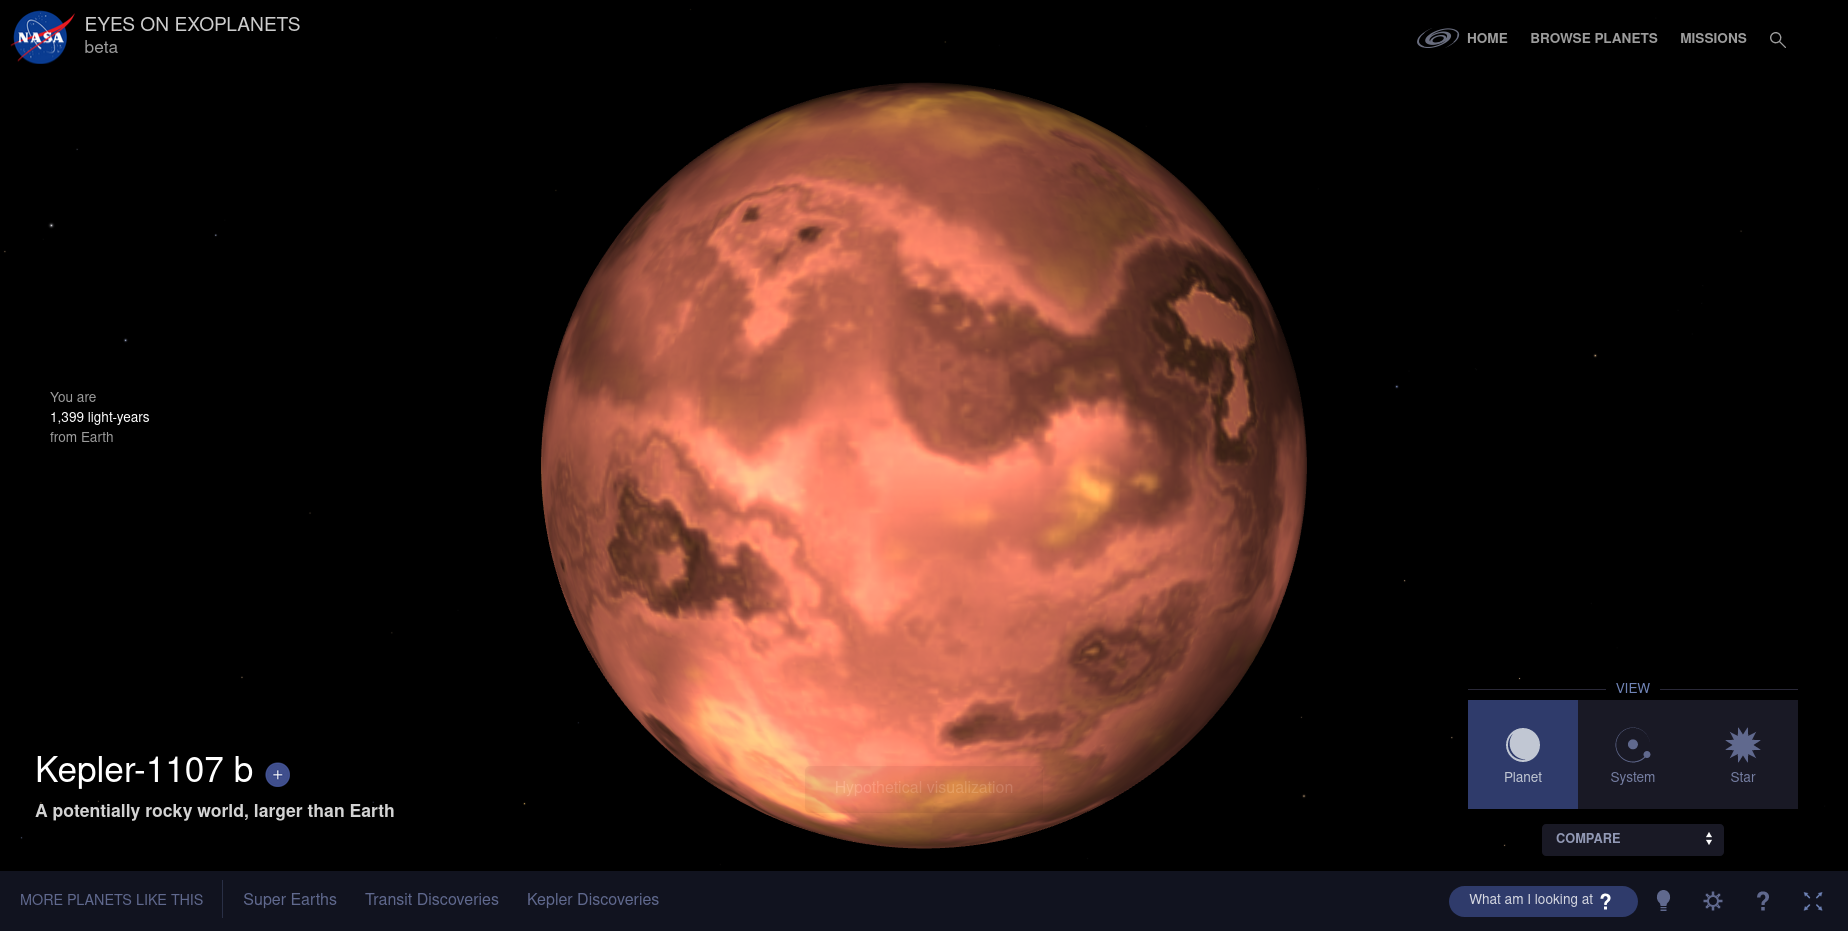 NASA
EYES ON EXOPLANETS
beta
HOME
BROWSE PLANETS
MISSIONS
You are
1,399 light-years
from Earth
Kepler-1107 b +
A potentially rocky world, larger than Earth
Hypothetical visualization
VIEW
Planet
System
Star
COMPARE
MORE PLANETS LIKE THIS
Super Earths
Transit Discoveries
Kepler Discoveries
What am I looking at ?
?